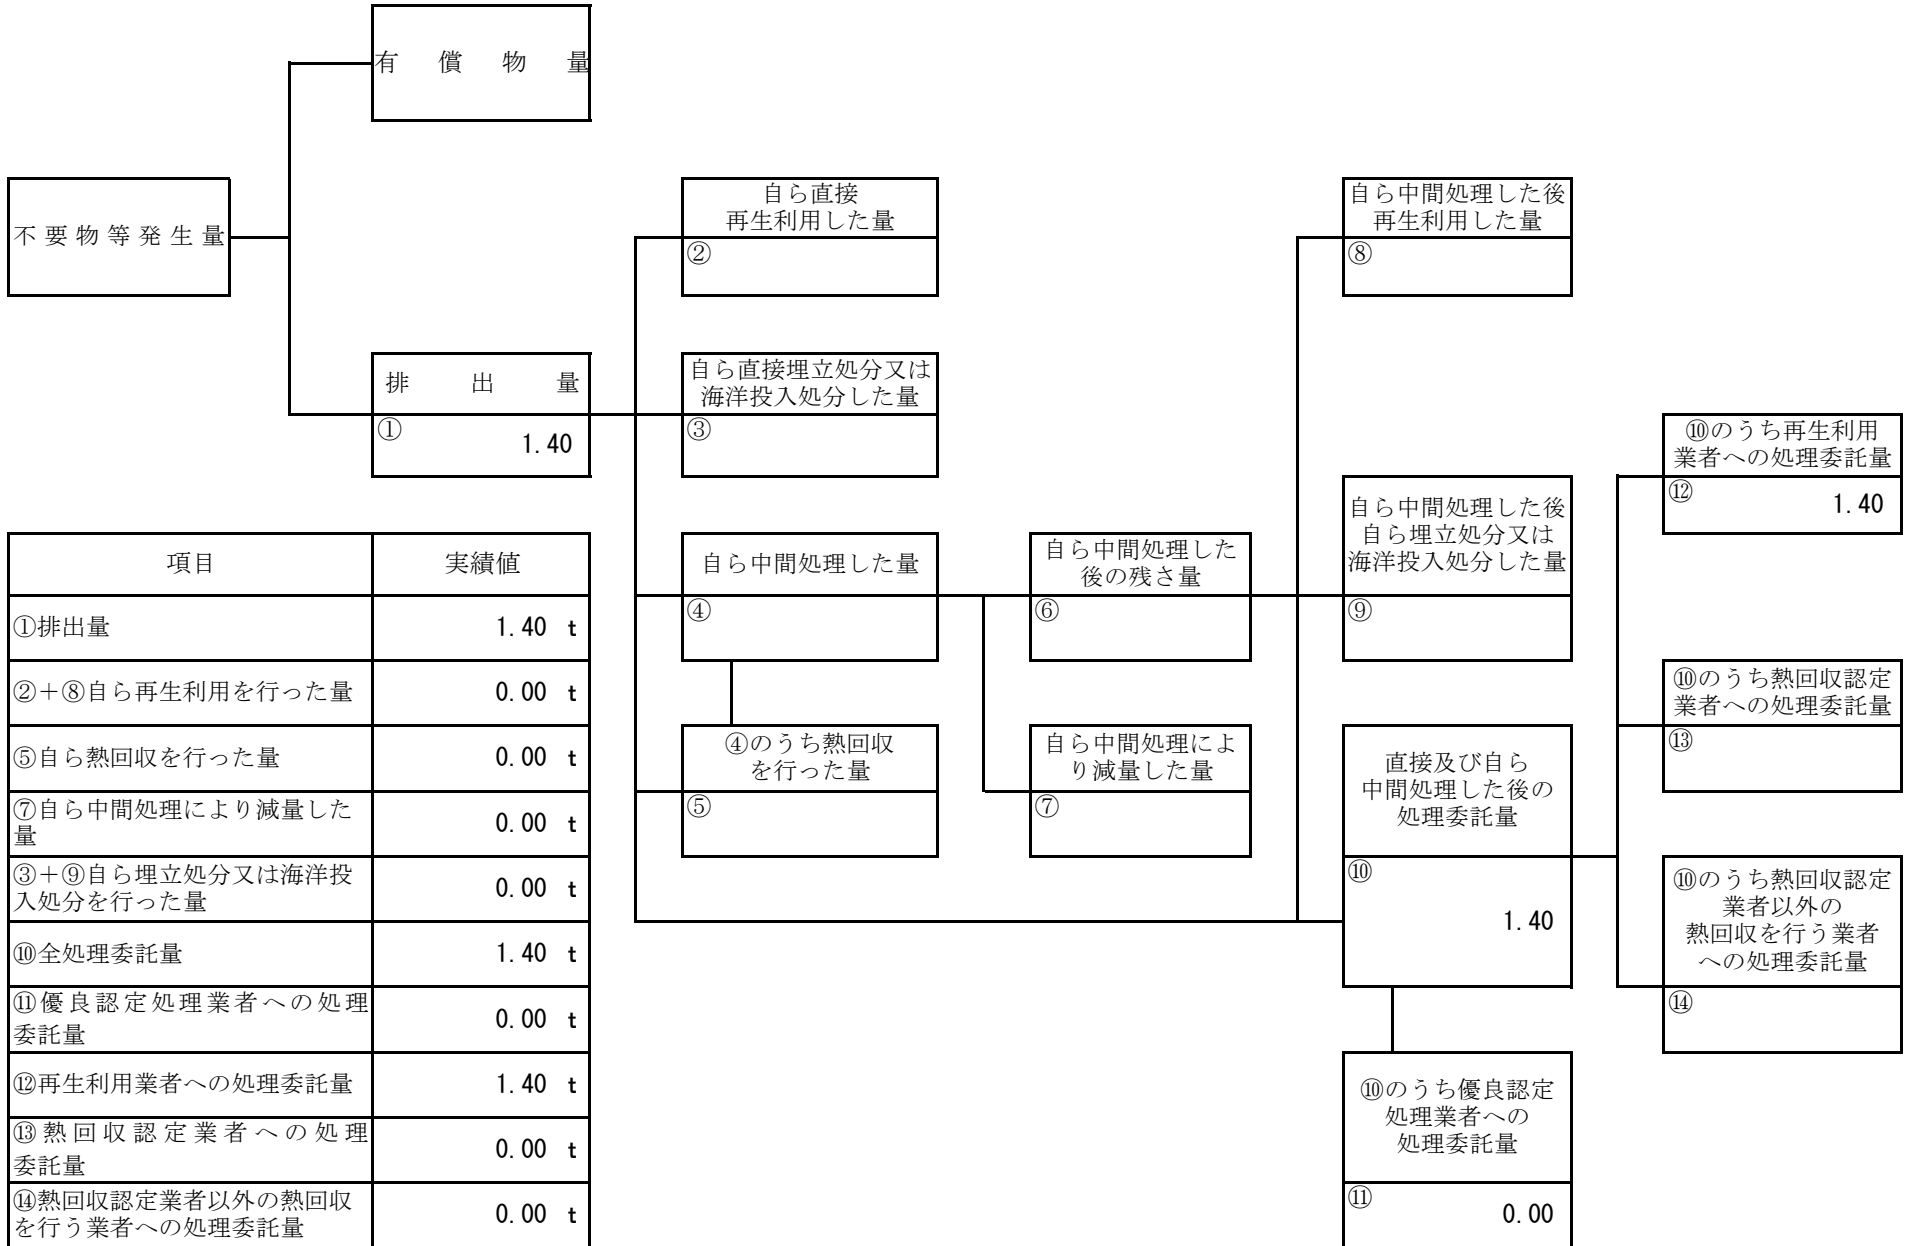 有償物量
不要物等発生量
排出量
①
1.40
自ら直接
再生利用した量
②
自ら直接埋立処分又は
海洋投入処分した量
③
自ら中間処理した量
④
④のうち熱回収
を行った量
⑤
自ら中間処理した
後の残さ量
⑥
自ら中間処理によ
り減量した量
⑦
自ら中間処理した後
再生利用した量
⑧
自ら中間処理した後
自ら埋立処分又は
海洋投入処分した量
⑨
直接及び自ら
中間処理した後の
処理委託量
⑩
1.40
⑩のうち優良認定
処理業者への
処理委託量
⑪
0.00
⑩のうち再生利用
業者への処理委託量
⑫
1.40
⑩のうち熱回収認定
業者への処理委託量
⑬
⑩のうち熱回収認定
業者以外の
熱回収を行う業者
への処理委託量
⑭
項目 実績値
①排出量 1.40 t
②+⑧自ら再生利用を行った量 0.00 t
⑤自ら熱回収を行った量 0.00 t
⑦自ら中間処理により減量した
量 0.00 t
③+⑨自ら埋立処分又は海洋投
入処分を行った量 0.00 t
⑩全処理委託量 1.40 t
⑪優良認定処理業者への処理
委託量 0.00 t
⑫再生利用業者への処理委託量 1.40 t
⑬熱回収認定業者への処理
委託量 0.00 t
⑭熱回収認定業者以外の熱回収
を行う業者への処理委託量 0.00 t